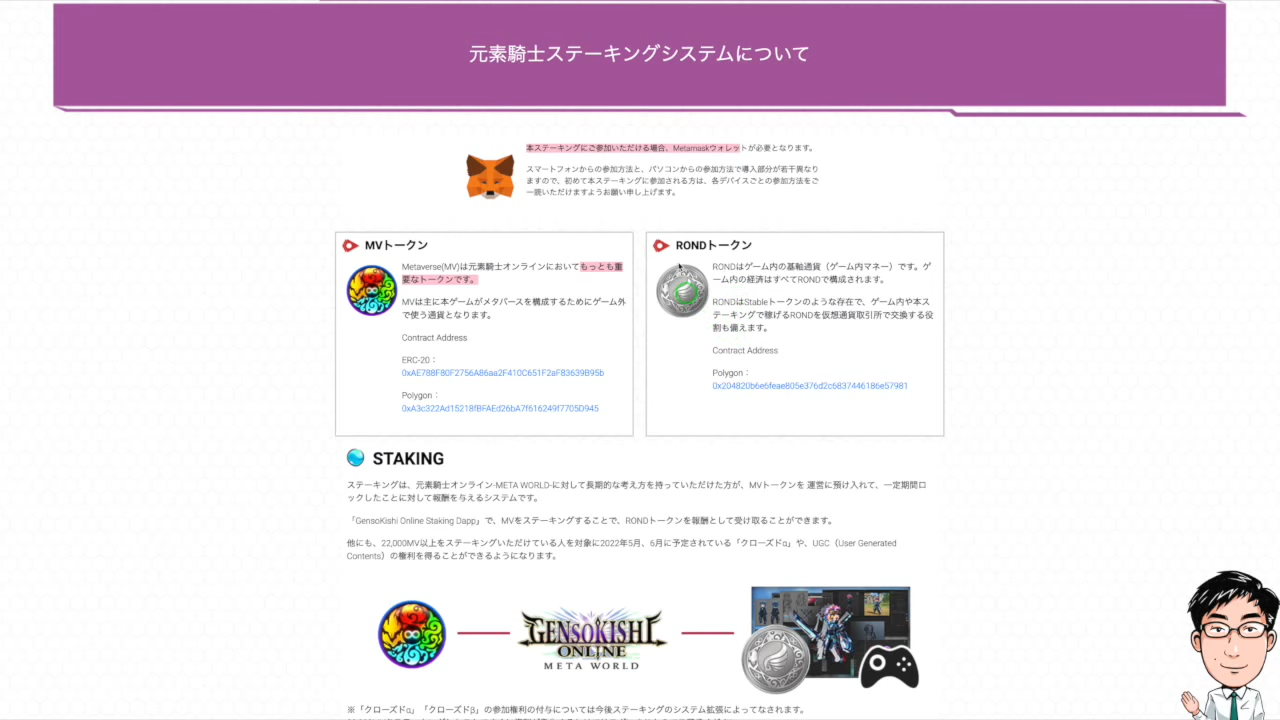 元素騎士ステーキングシステムについて
本ステーキングにご参加いただける場合、Metamaskウォレットが必要となります。
スマートフォンからの参加方法と、パソコンからの参加方法で導入部分が若干異なり
ますので、初めて本ステーキングに参加される方は、各デバイスごとの参加方法をご
一読いただけますようお願い申し上げます。
MVトークン
Metaverse(MV)は元素騎士オンラインにおいてもっとも重
要なトークンです。
MVは主に本ゲームがメタバースを構成するためにゲーム外
で使う通貨となります。
Contract Address
ERC-20：
0xAE788F80F2756A86aa2F410C651F2aF83639B95b
Polygon：
0xA3c322Ad15218fBFAEd26bA7f616249f7705D945
RONDトークン
RONDはゲーム内の基軸通貨（ゲーム内マネー）です。ゲ
ーム内の経済はすべてRONDで構成されます。
RONDはStableトークンのような存在で、ゲーム内や本ス
テーキングで稼げるRONDを仮想通貨取引所で交換する役
割も備えます。
Contract Address
Polygon：
0x204820b6e6feae805e376d2c6837446186e57981
STAKING
ステーキングは、元素騎士オンライン-META WORLD-に対して長期的な考え方を持っていただけた方が、MVトークンを 運営に預け入れて、一定期間ロ
ックしたことに対して報酬を与えるシステムです。
「GensoKishi Online Staking Dapp」で、MVをステーキングすることで、RONDトークンを報酬として受け取ることができます。
他にも、22,000MV以上をステーキングいただけている人を対象に2022年5月、6月に予定されている「クローズドα」や、UGC（User Generated
Contents）の権利を得ることができるようになります。
GENSOKISHI
ONLINE
META WORLD
※「クローズドα」「クローズドβ」の参加権利の付与については今後ステーキングのシステム拡張によってなされます。